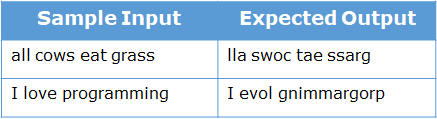 Sample Input Expected Output
all cows eat grass lla swoc tae ssarg
I love programming I evol gnimmargorp